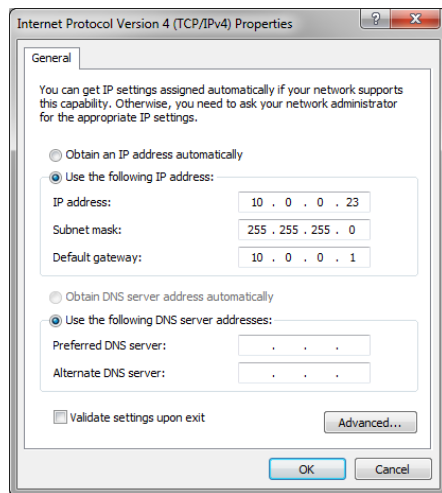 Internet Protocol Version 4 (TCP/IPv4) Properties ? X
General
You can get IP settings assigned automatically if your network supports
this capability. Otherwise, you need to ask your network administrator
for the appropriate IP settings.
Obtain an IP address automatically
Use the following IP address:
IP address: 10 . 0 . 0 . 23
Subnet mask: 255 . 255 . 255 . 0
Default gateway: 10 . 0 . 0 . 1
Obtain DNS server address automatically
Use the following DNS server addresses:
Preferred DNS server: . . .
Alternate DNS server: . . .
Validate settings upon exit Advanced...
OK Cancel